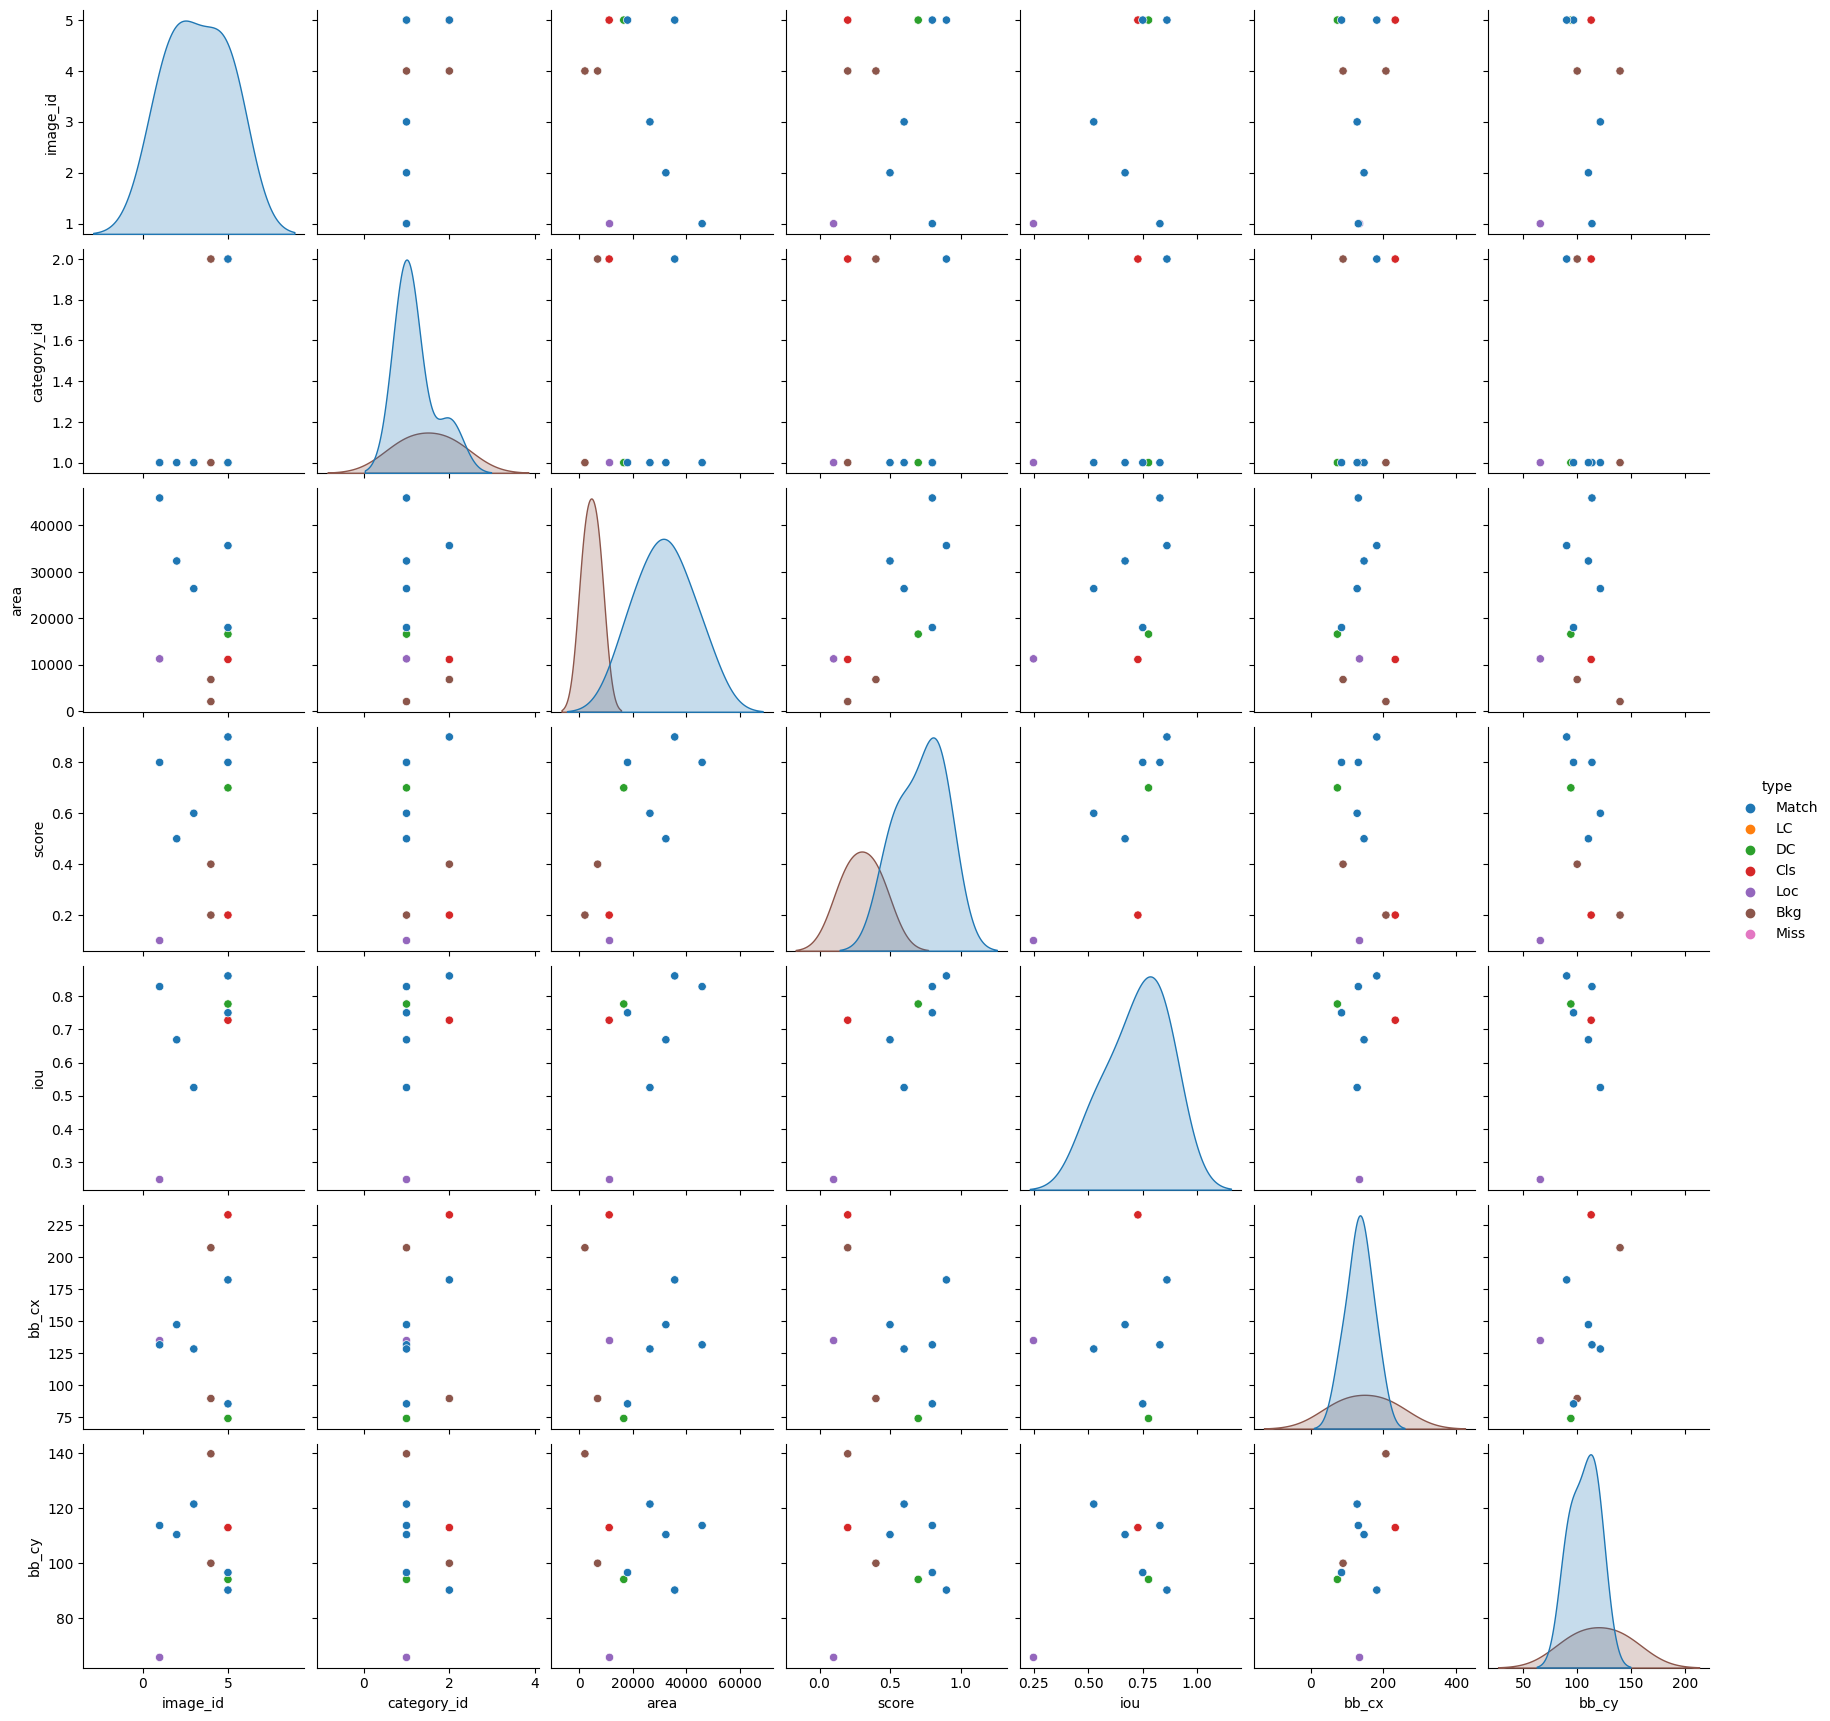 image_id
5
4
3
2
1
category_id
2.0
1.8
1.6
1.4
1.2
1.0
area
40000
30000
20000
10000
0
score
0.8
0.6
0.4
0.2
type
Match
LC
DC
Cls
Loc
Bkg
Miss
iou
0.8
0.7
0.6
0.5
0.4
0.3
bb_cx
225
200
175
150
125
100
75
bb_cy
140
120
100
80
0 5 0 2 4 0 20000 40000 60000 0.0 0.5 1.0 0.25 0.50 0.75 1.00 0 200 400 50 100 150 200
image_id category_id area score iou bb_cx bb_cy